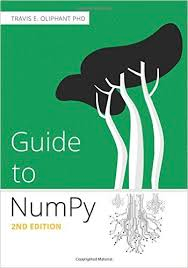 TRAVIS E. OLIPHANT PHD
Guide to
NumPy
2ND EDITION